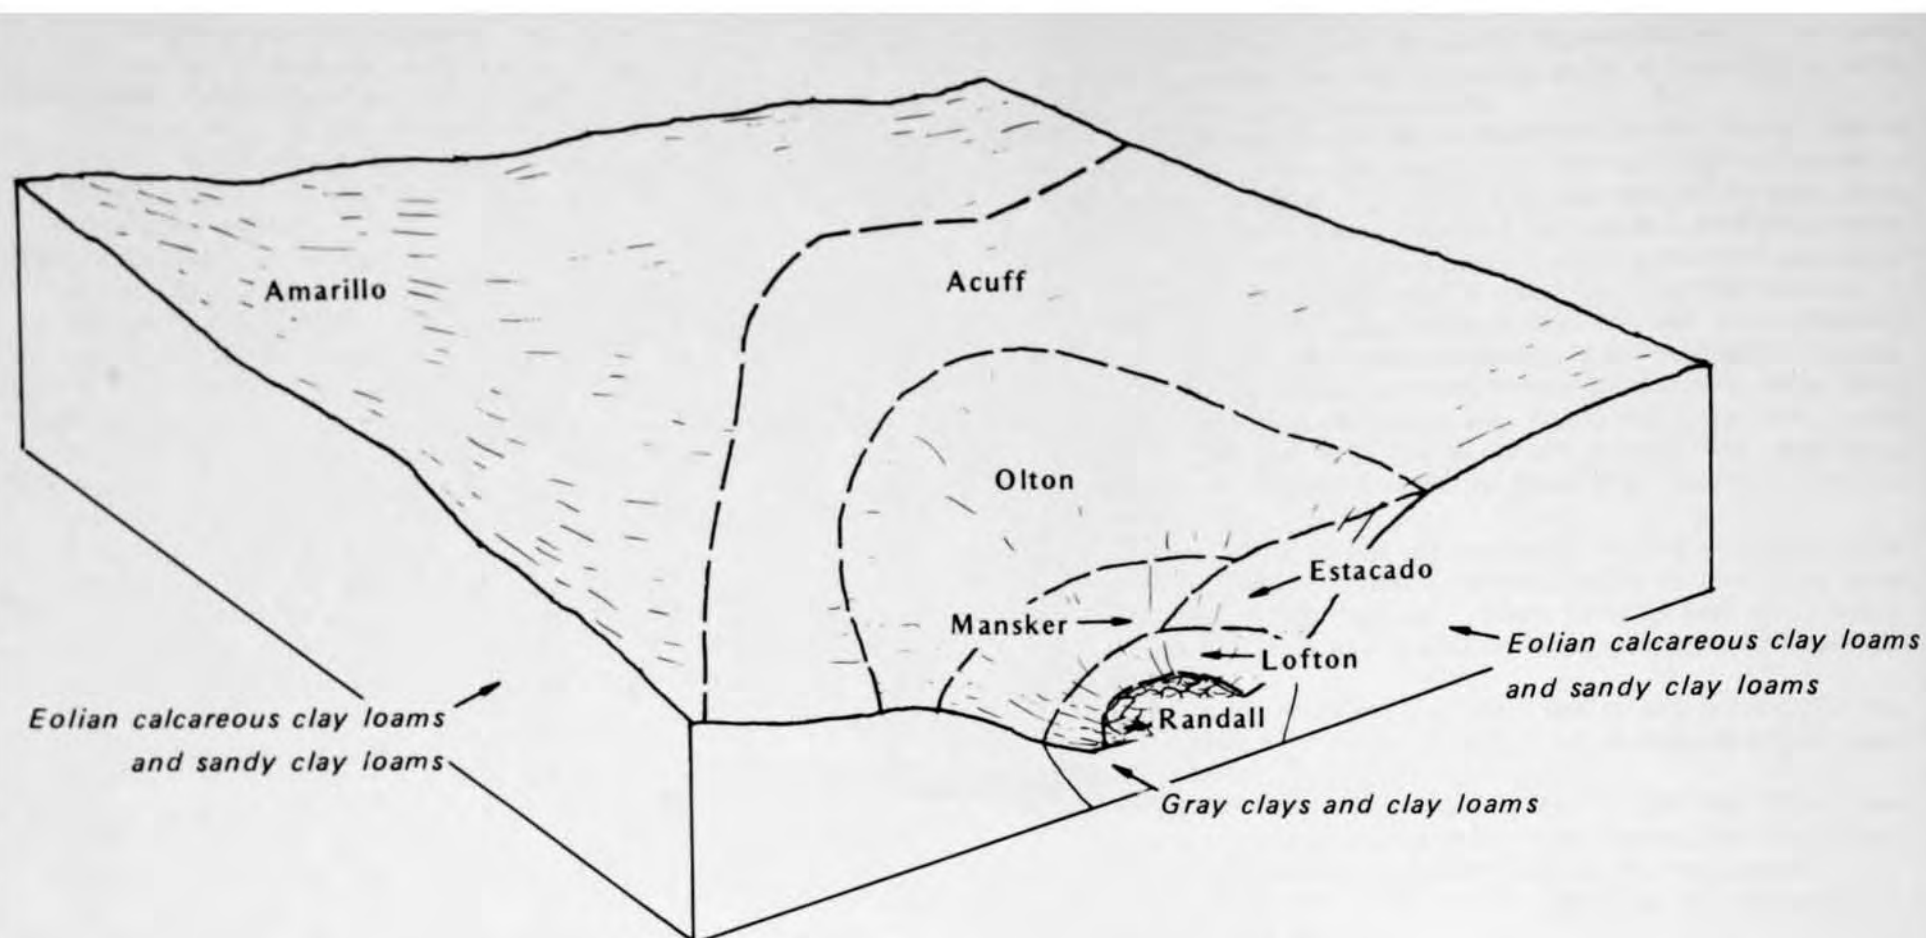 Amarillo
Acuff
Olton
Estacado
Mansker
Lofton
Randall
Eolian calcareous clay loams
and sandy clay loams
Eolian calcareous clay loams
and sandy clay loams
Gray clays and clay loams